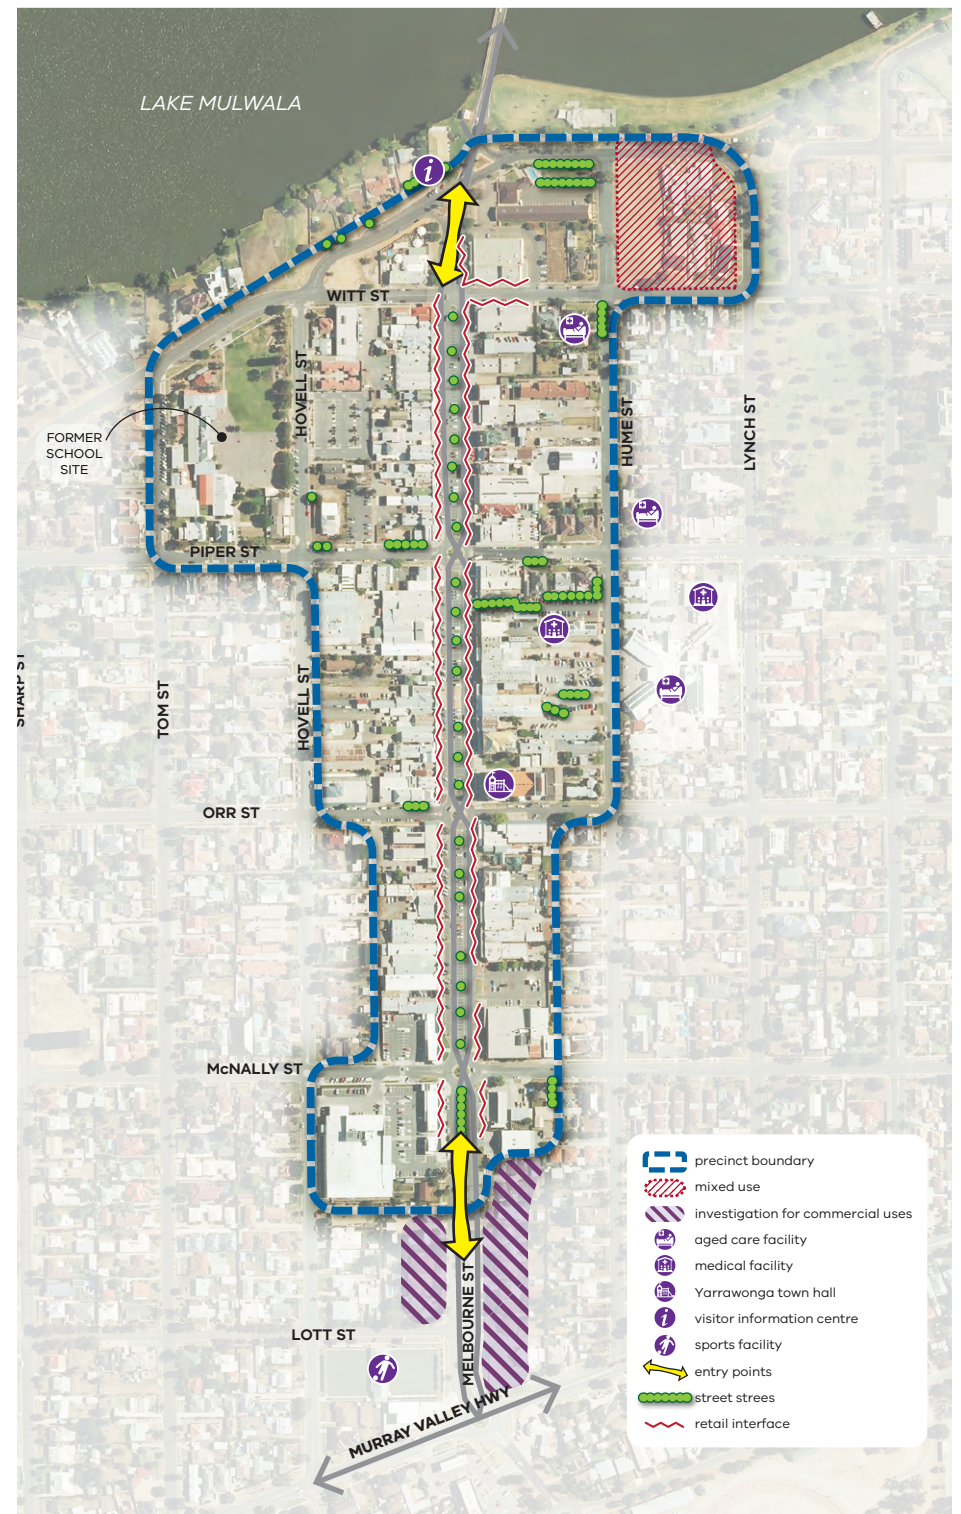 LAKE MULWALA
i
WITT ST
HOVELL ST
HUME ST
LYNCH ST
FORMER
SCHOOL
SITE
PIPER ST
SHARP ST
TOM ST
HOVELL ST
ORR ST
McNALLY ST
MELBOURNE ST
LOTT ST
MURRAY VALLEY HWY
precinct boundary
mixed use
investigation for commercial uses
aged care facility
medical facility
Yarrawonga town hall
i
visitor information centre
sports facility
entry points
street strees
retail interface